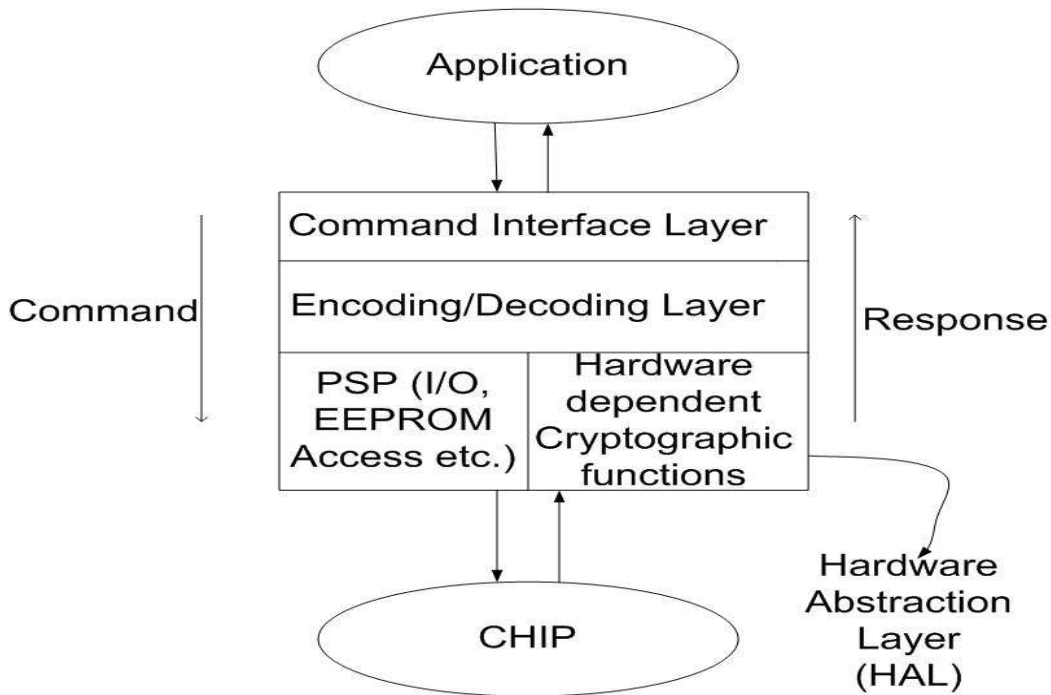 Application
Command Interface Layer
Command
Encoding/Decoding Layer
Response
PSP (I/O,
EEPROM
Access etc.)
Hardware
dependent
Cryptographic
functions
Hardware
Abstraction
Layer
(HAL)
CHIP